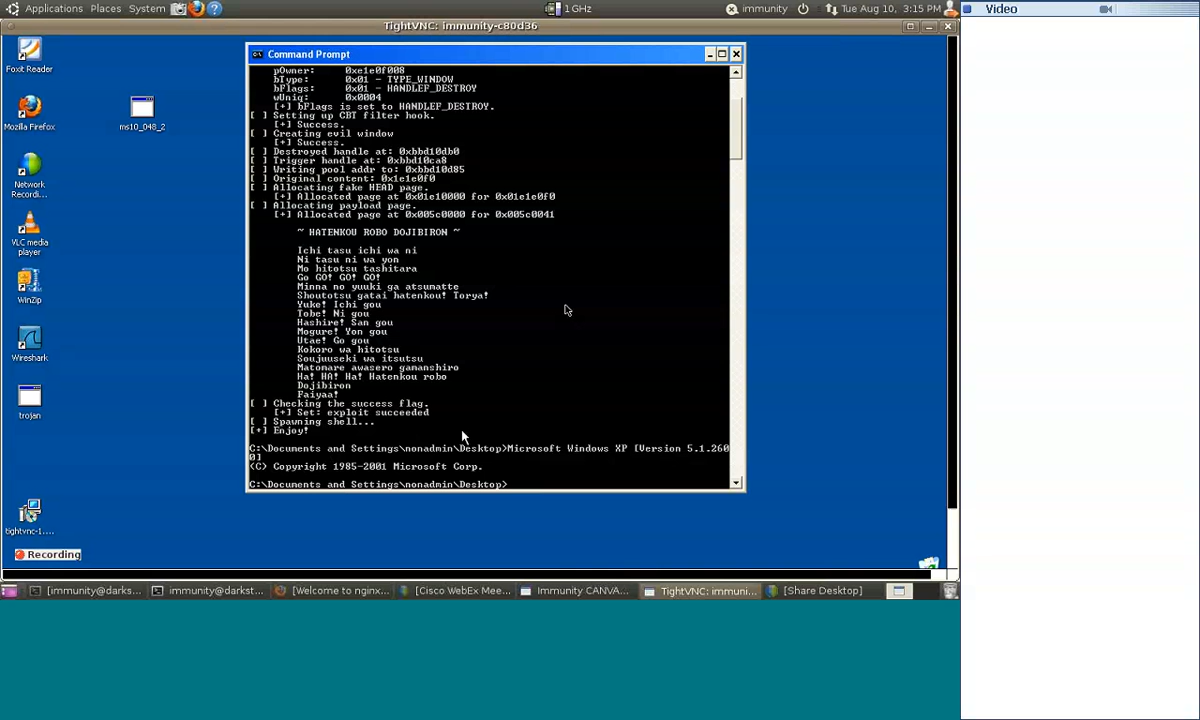 Applications Places System
1 GHz
immunity
Tue Aug 10, 3:15 PM
Video
TightVNC: immunity-c80d36
Foxit Reader
Mozilla Firefox
ms10_048_2
Network
Recordi...
VLC media
player
WinZip
Wireshark
trojan
tightvnc-1....
Recording
Command Prompt
pOwner: 0xe1e0f008
bType: 0x01 - TYPE_WINDOW
bFlags: 0x01 - HANDLEF_DESTROY
wUniq: 0x0004
[+] bFlags is set to HANDLEF_DESTROY.
[ ] Setting up CBT filter hook.
[+] Success.
[ ] Creating evil window
[+] Success.
[ ] Destroyed handle at: 0xbbd10db0
[ ] Trigger handle at: 0xbbd10ca8
[ ] Writing pool addr to: 0xbbd10d85
[ ] Original content: 0x1e1e0f0
[ ] Allocating fake HEAD page.
[+] Allocated page at 0x01e10000 for 0x01e1e0f0
[ ] Allocating payload page.
[+] Allocated page at 0x005c0000 for 0x005c0041
~ HATENKOU ROBO DOJIBIRON ~
Ichi tasu ichi wa ni
Ni tasu ni wa yon
Mo hitotsu tashitara
Go GO! GO! GO!
Minna no yuuki ga atsumatte
Shoutotsu gatai hatenkou! Torya!
Yuke! Ichi gou
Tobe! Ni gou
Hashire! San gou
Mogure! Yon gou
Utae! Go gou
Kokoro wa hitotsu
Soujuuseki wa itsutsu
Matomare awasero gamanshiro
Ha! HA! Ha! Hatenkou robo
Dojibiron
Faiyaa!
[ ] Checking the success flag.
[+] Set: exploit succeeded
[ ] Spawning shell...
[+] Enjoy!
C:\Documents and Settings\nonadmin\Desktop>Microsoft Windows XP [Version 5.1.260
0]
(C) Copyright 1985-2001 Microsoft Corp.
C:\Documents and Settings\nonadmin\Desktop>
[immunity@darks...
immunity@darkst...
[Welcome to nginx...
[Cisco WebEx Mee...
Immunity CANVA...
TightVNC: immuni...
[Share Desktop]